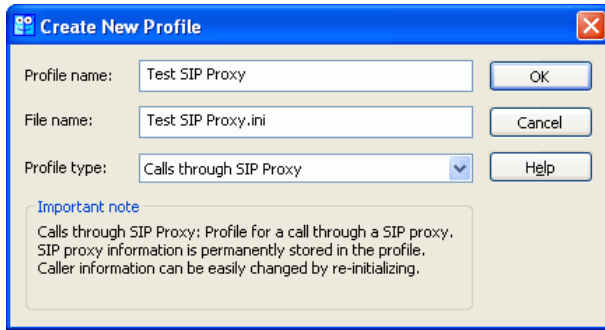 Create New Profile
Profile name: Test SIP Proxy OK
File name: Test SIP Proxy.ini Cancel
Profile type: Calls through SIP Proxy Help
Important note
Calls through SIP Proxy: Profile for a call through a SIP proxy.
SIP proxy information is permanently stored in the profile.
Caller information can be easily changed by re-initializing.